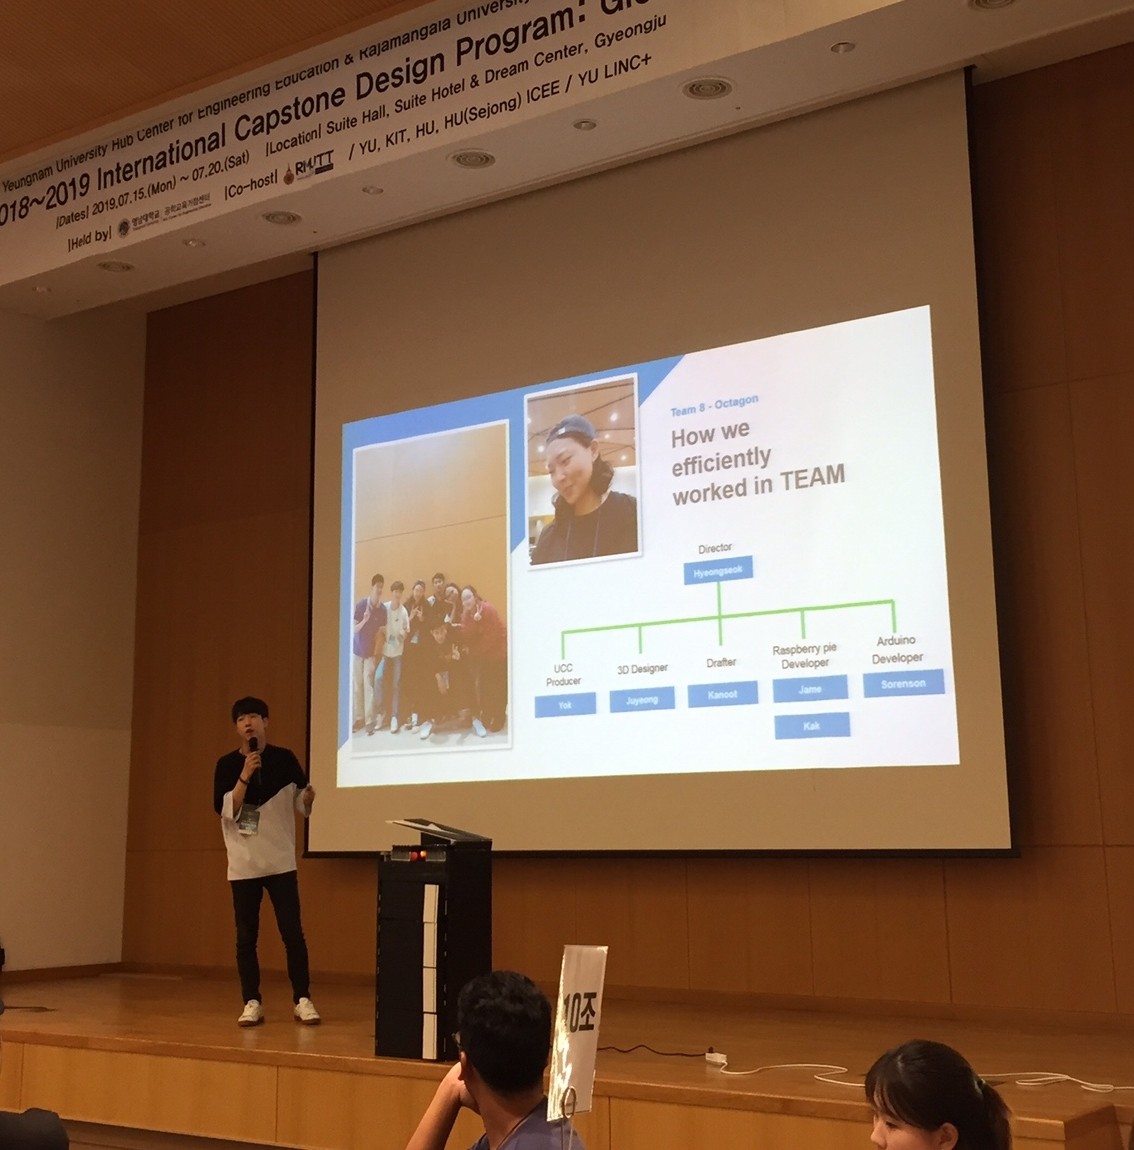 Yeungnam University Hub Center for Engineering Education & Rajamangala University
018~2019 International Capstone Design Program:
|Dates| 2019.07.15.(Mon) ~ 07.20.(Sat) |Location| Suite Hall, Suite Hotel & Dream Center, Gyeongju
|Held by| 영남대학교 공학교육거점센터 |Co-host| RMUTT / YU, KIT, HU, HU(Sejong) ICEE / YU LINC+
Team 8 - Octagon
How we
efficiently
worked in TEAM
Director
Hyeongseok
UCC
Producer
Yok
3D Designer
Juyeong
Drafter
Kanoot
Raspberry pie
Developer
Jame
Kak
Arduino
Developer
Sorenson
10조